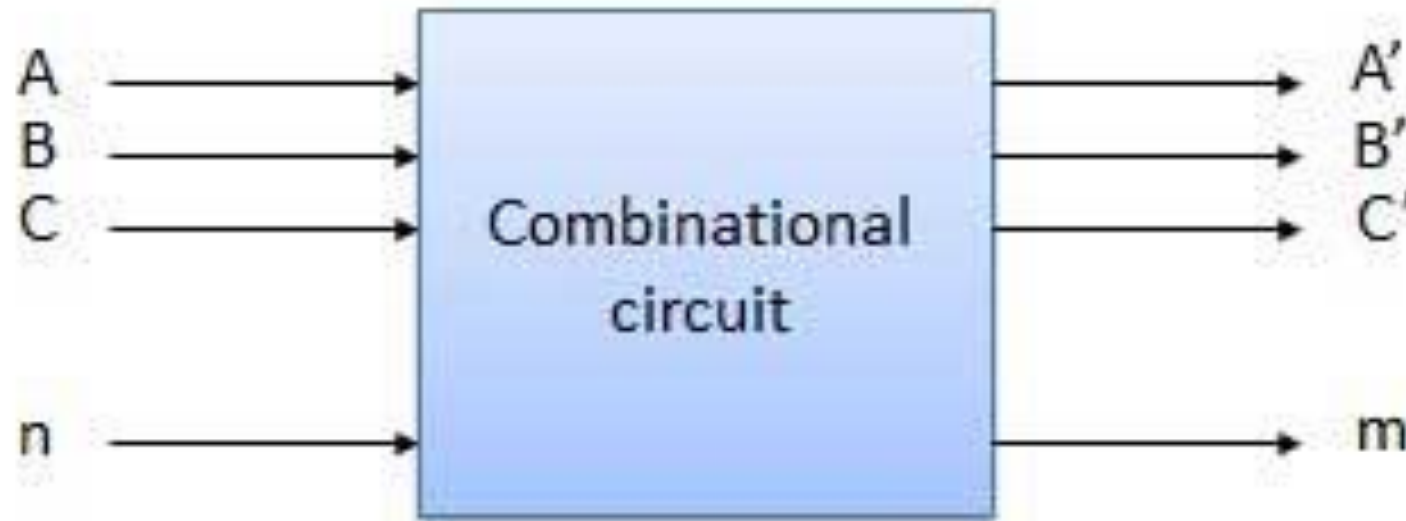 A
B
C
n
Combinational
circuit
A’
B’
C’
m